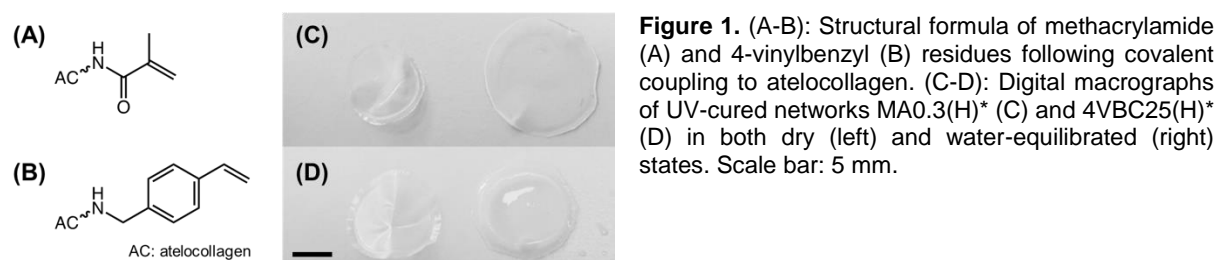 (A)
H
N
AC
O
(B)
H
N
AC
AC: atelocollagen
(C)
(D)
Figure 1. (A-B): Structural formula of methacrylamide
(A) and 4-vinylbenzyl (B) residues following covalent
coupling to atelocollagen. (C-D): Digital macrographs
of UV-cured networks MA0.3(H)* (C) and 4VBC25(H)*
(D) in both dry (left) and water-equilibrated (right)
states. Scale bar: 5 mm.